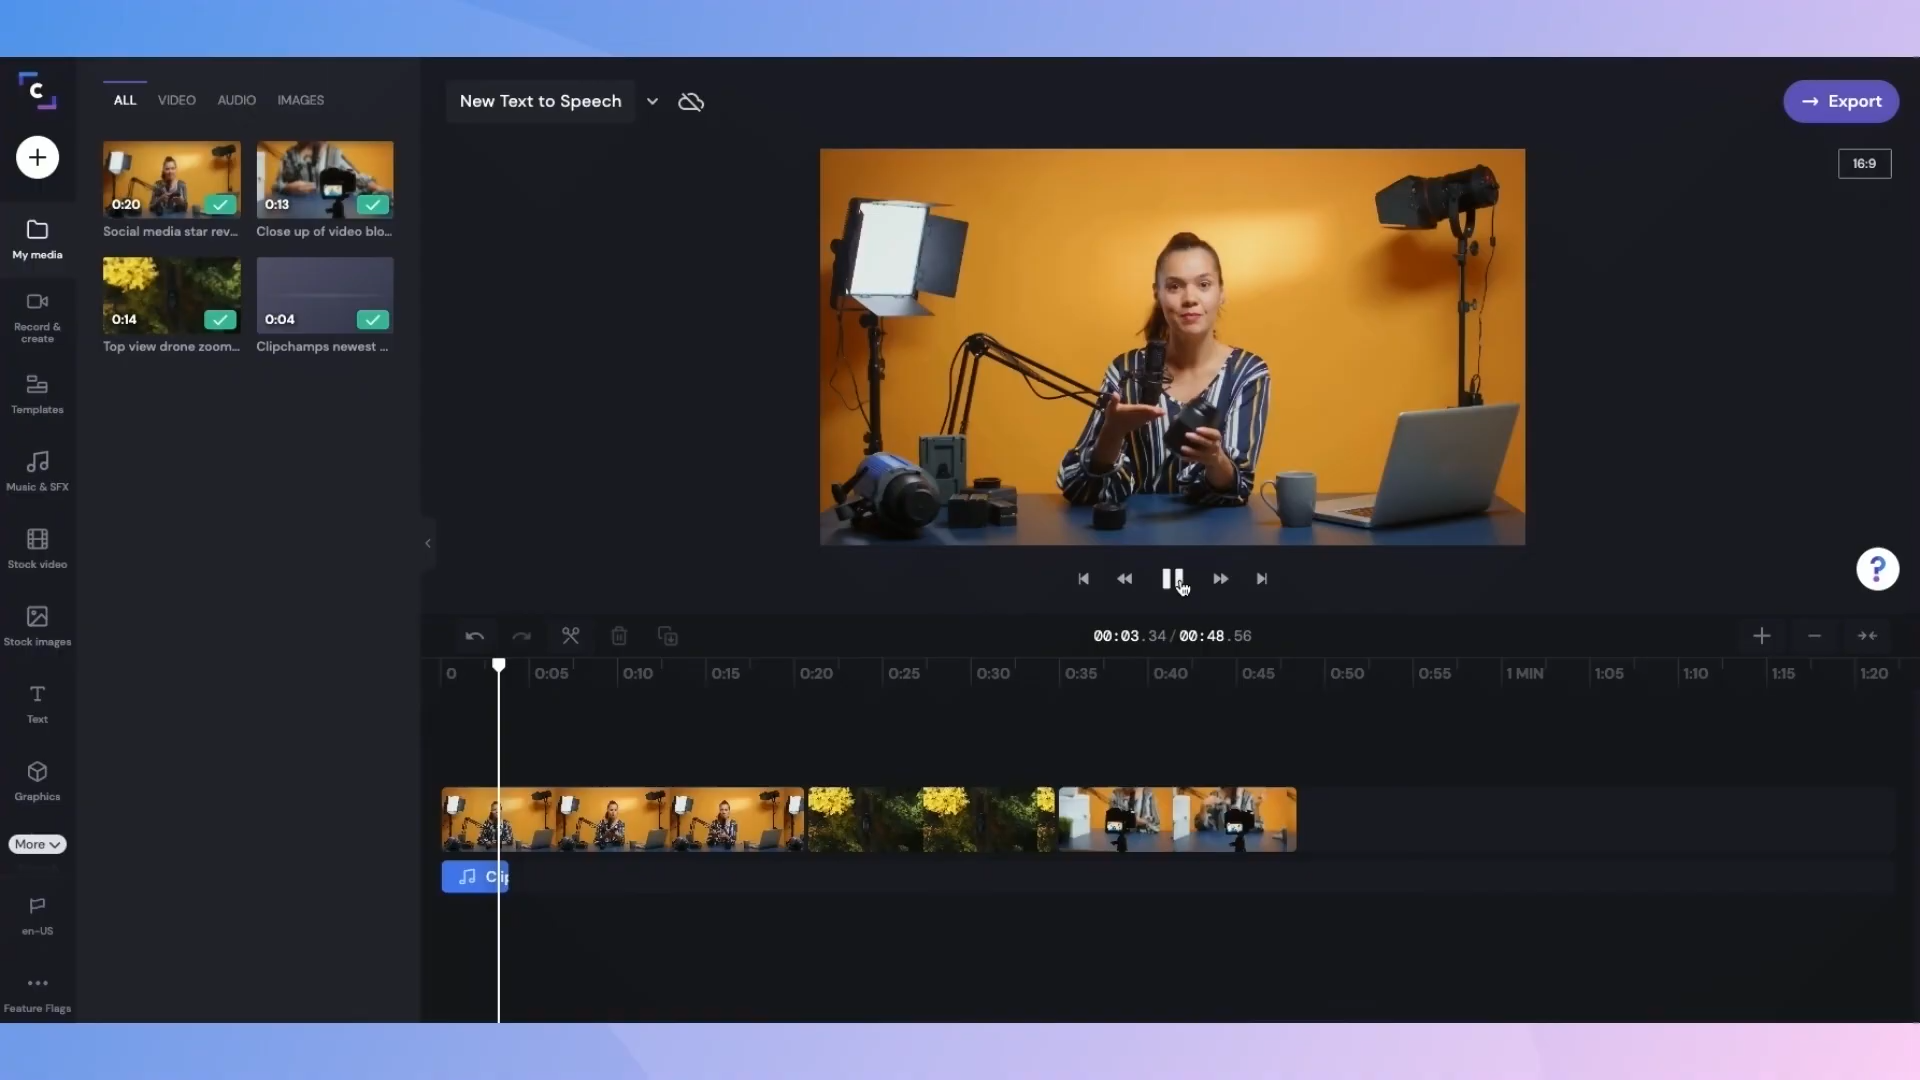 C
ALL VIDEO AUDIO IMAGES
New Text to Speech
→ Export
16:9
0:20
0:13
Social media star rev...
Close up of video blo...
0:14
0:04
Top view drone zoom...
Clipchamps newest ...
My media
Record &
create
Templates
Music & SFX
Stock video
Stock images
Text
Graphics
More
en-US
Feature Flags
?
00:03.34 / 00:48.56
0 0:05 0:10 0:15 0:20 0:25 0:30 0:35 0:40 0:45 0:50 0:55 1 MIN 1:05 1:10 1:15 1:20
Clip